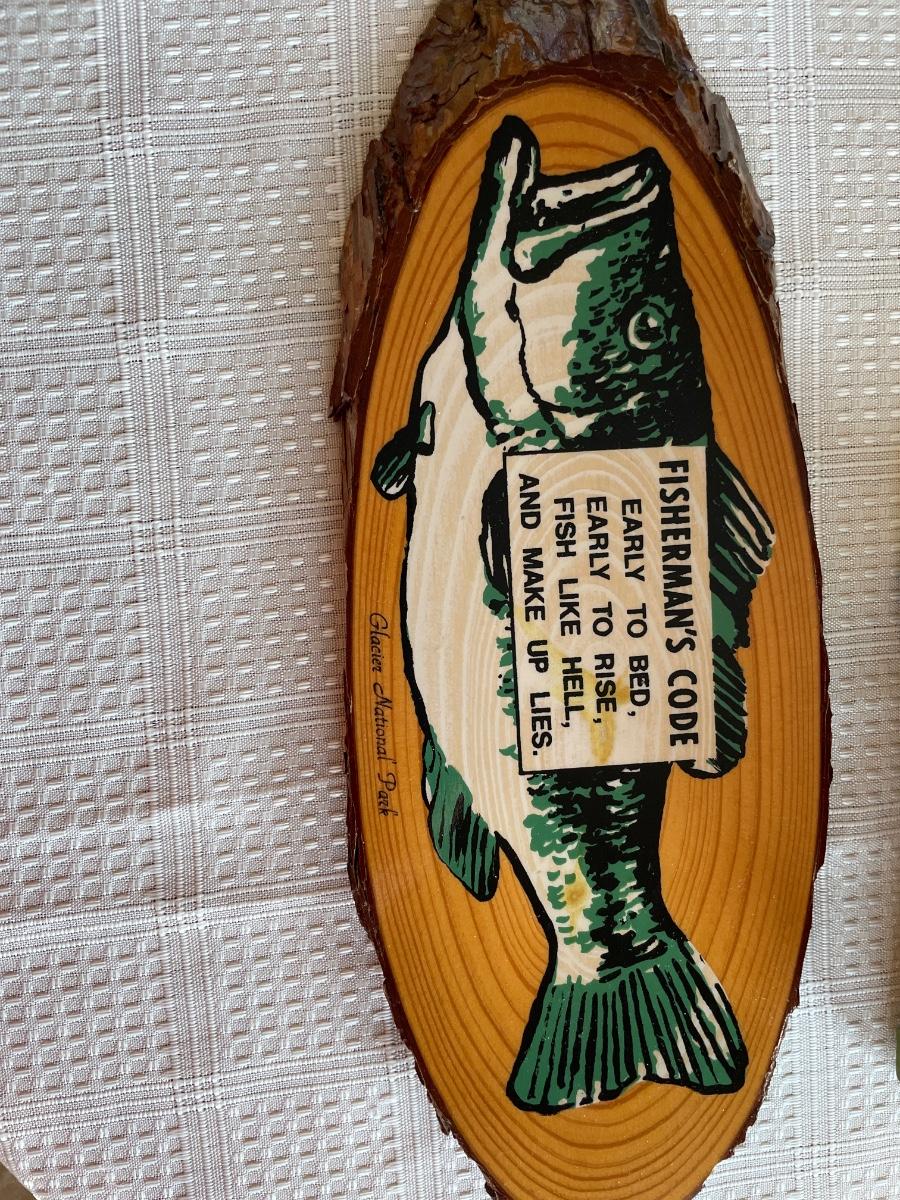 FISHERMAN'S CODE
EARLY TO BED,
EARLY TO RISE,
FISH LIKE HELL,
AND MAKE UP LIES.
Glacier National Park